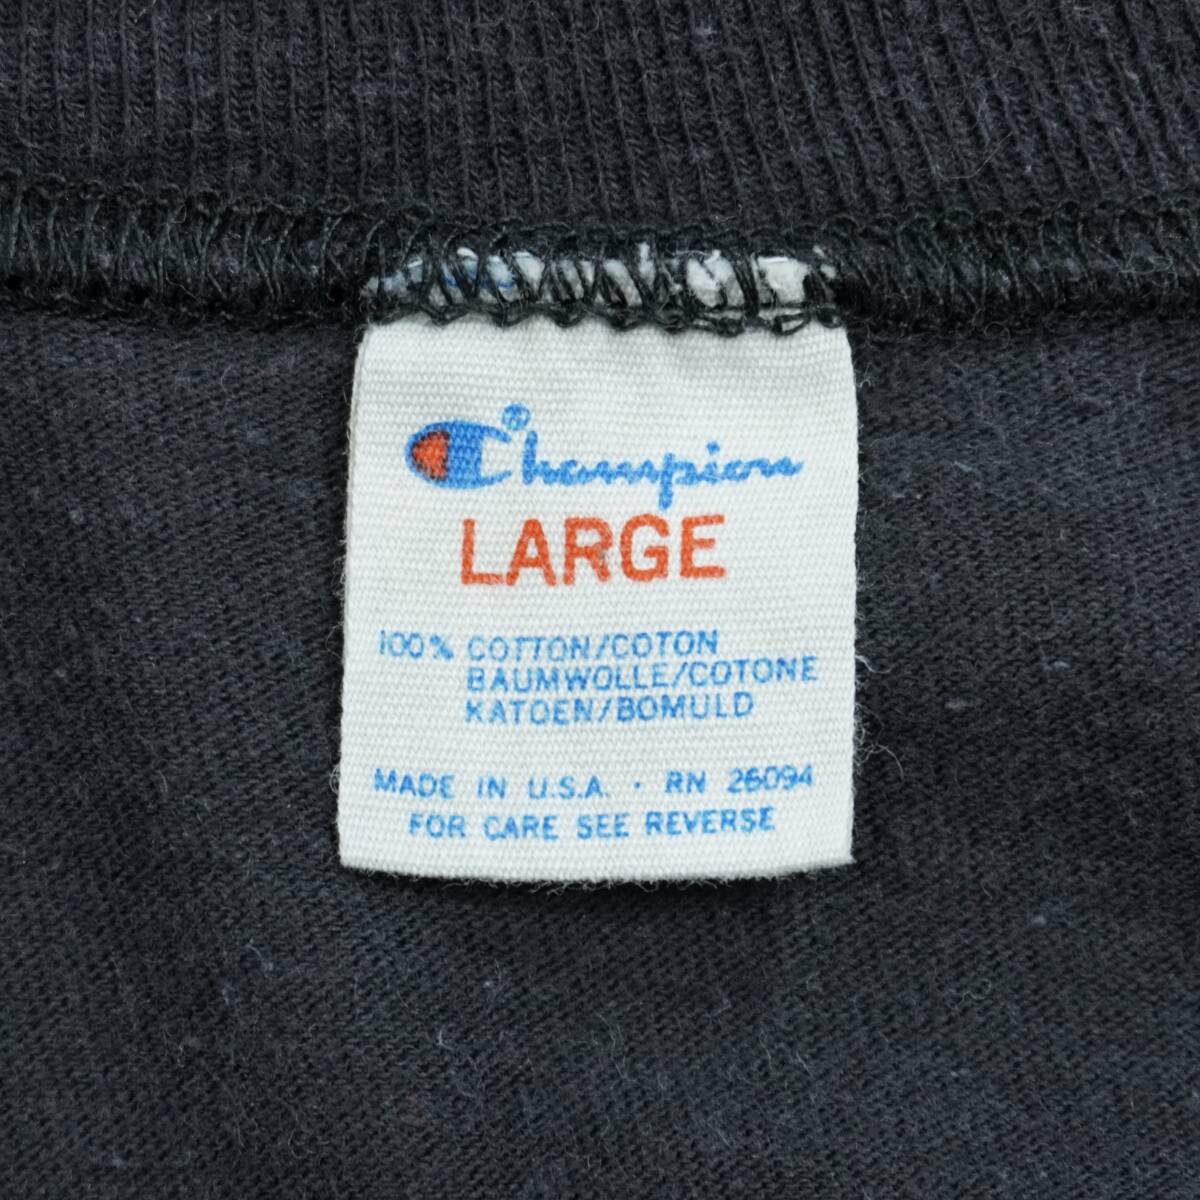 Champion®
LARGE
100% COTTON/COTON
BAUMWOLLE/COTONE
KATOEN/BOMULD
MADE IN U.S.A. · RN 26094
FOR CARE SEE REVERSE